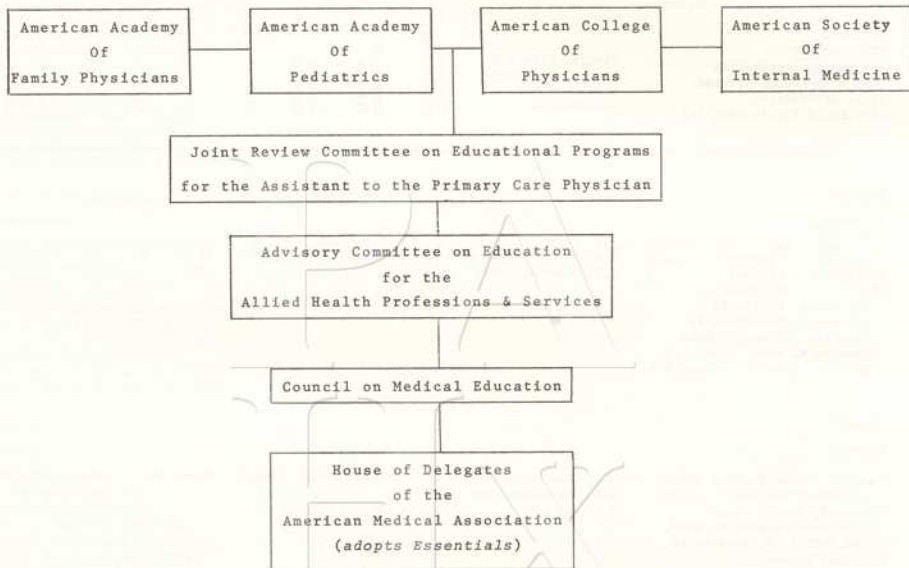 American Academy
Of
Family Physicians
American Academy
Of
Pediatrics
American College
Of
Physicians
American Society
Of
Internal Medicine
Joint Review Committee on Educational Programs
for the Assistant to the Primary Care Physician
Advisory Committee on Education
for the
Allied Health Professions & Services
Council on Medical Education
House of Delegates
of the
American Medical Association
(adopts Essentials)